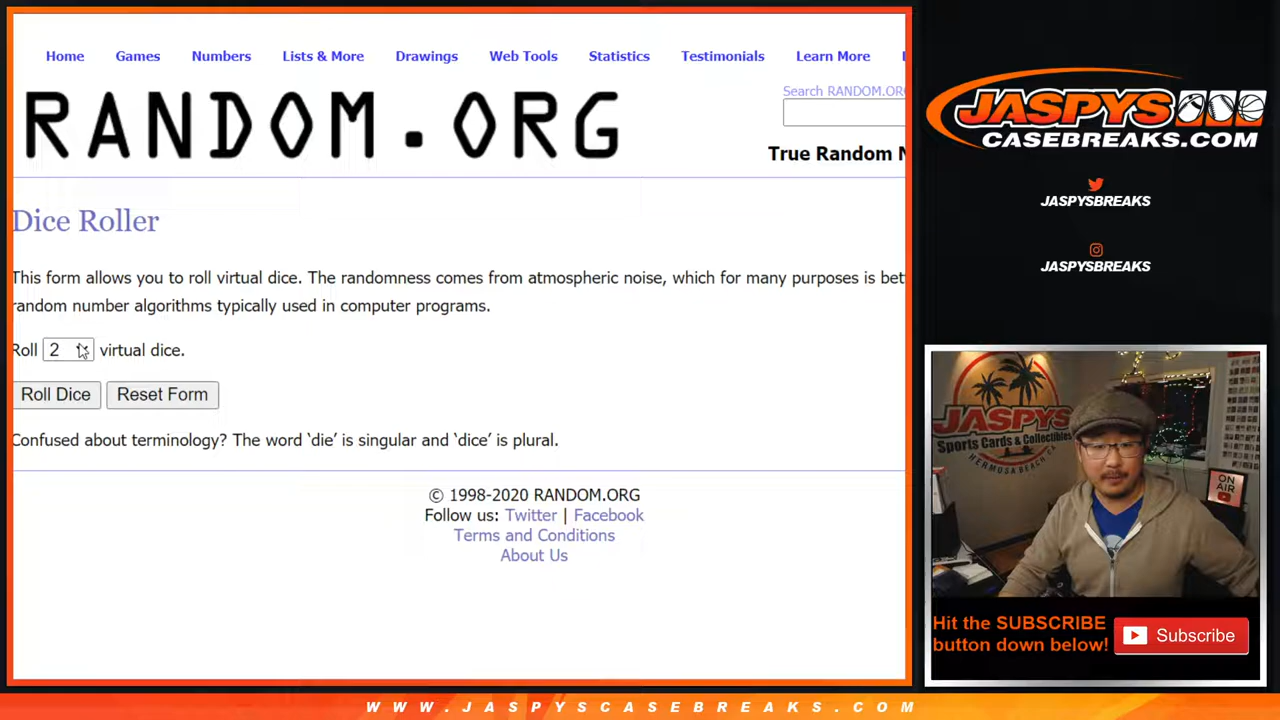 Home Games Numbers Lists & More Drawings Web Tools Statistics Testimonials Learn More
Search RANDOM.ORG
RANDOM.ORG
True Random N
Dice Roller
This form allows you to roll virtual dice. The randomness comes from atmospheric noise, which for many purposes is bet
random number algorithms typically used in computer programs.
Roll 2 virtual dice.
Roll Dice Reset Form
Confused about terminology? The word 'die' is singular and 'dice' is plural.
© 1998-2020 RANDOM.ORG
Follow us: Twitter | Facebook
Terms and Conditions
About Us
JASPYS
CASEBREAKS.COM
JASPYSBREAKS
JASPYSBREAKS
JASPYS
Sports Cards & Collectibles
HERMOSA BEACH, CA
ON AIR
Hit the SUBSCRIBE
button down below!
Subscribe
WWW.JASPYSCASEBREAKS.COM